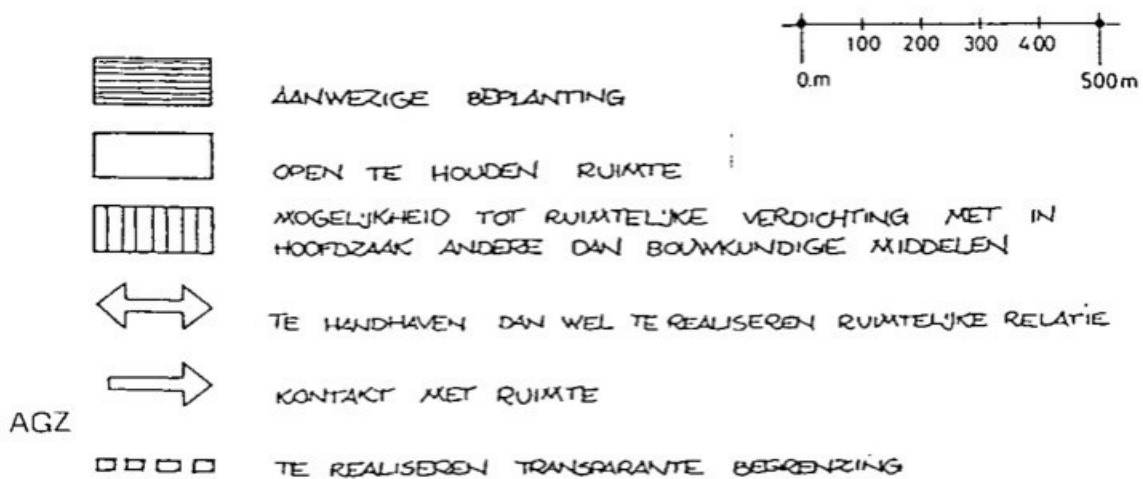 100 200 300 400
0.m 500m
AANWEZIGE BEPLANTING
OPEN TE HOUDEN RUIMTE
MOGELIJKHEID TOT RUIMTELIJKE VERDICHTING MET IN
HOOFDZAAK ANDERE DAN BOUWKUNDIGE MIDDELEN
TE HANDHAVEN DAN WEL TE REALISEREN RUIMTELIJKE RELATIE
KONTAKT MET RUIMTE
AGZ
TE REALISEREN TRANSPARANTE BEGRENZING